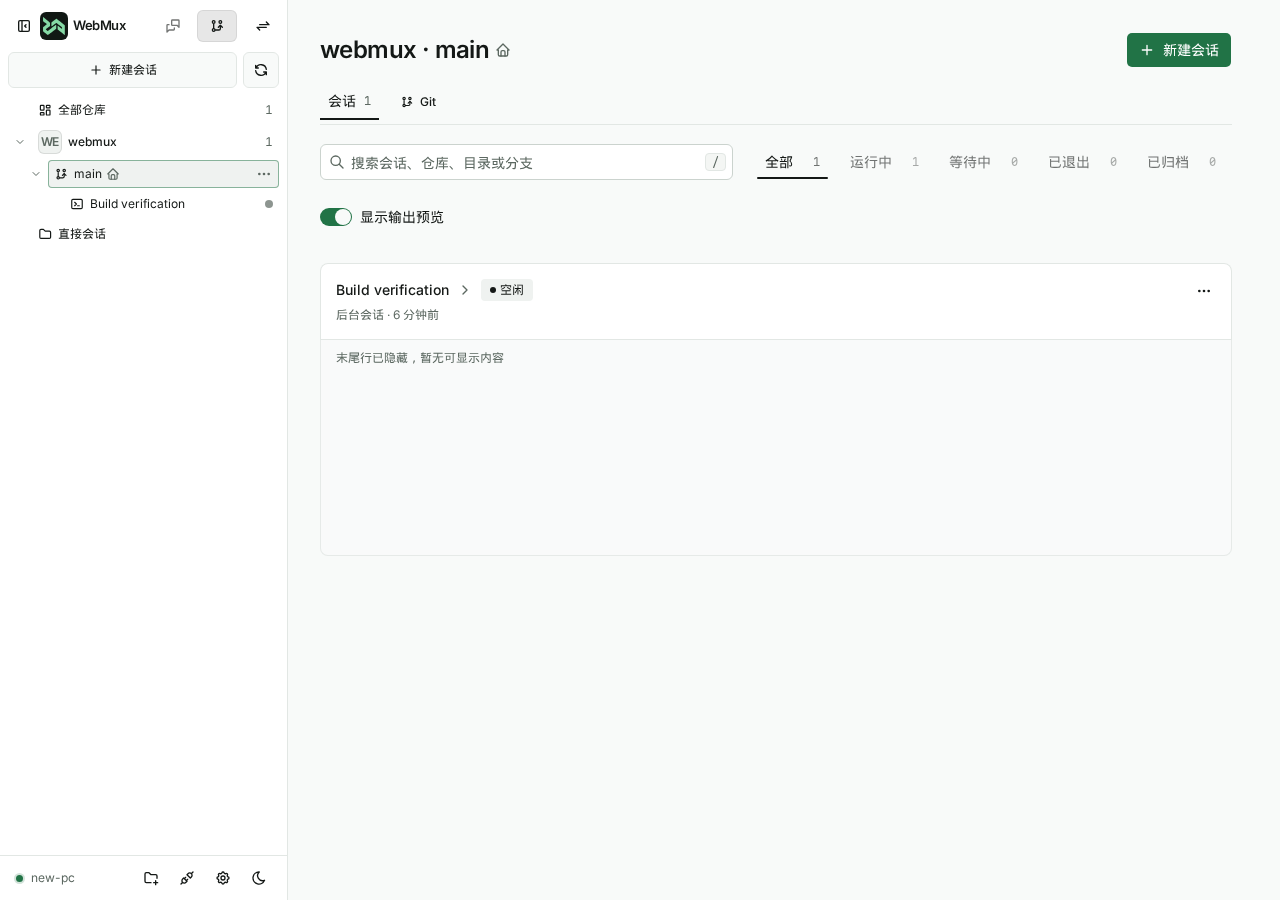 WebMux
新建会话
全部仓库 1
WE webmux 1
main
Build verification
直接会话
new-pc
webmux · main
新建会话
会话 1 Git
搜索会话、仓库、目录或分支 /
全部 1 运行中 1 等待中 0 已退出 0 已归档 0
显示输出预览
Build verification 空闲
后台会话 · 6 分钟前
末尾行已隐藏，暂无可显示内容